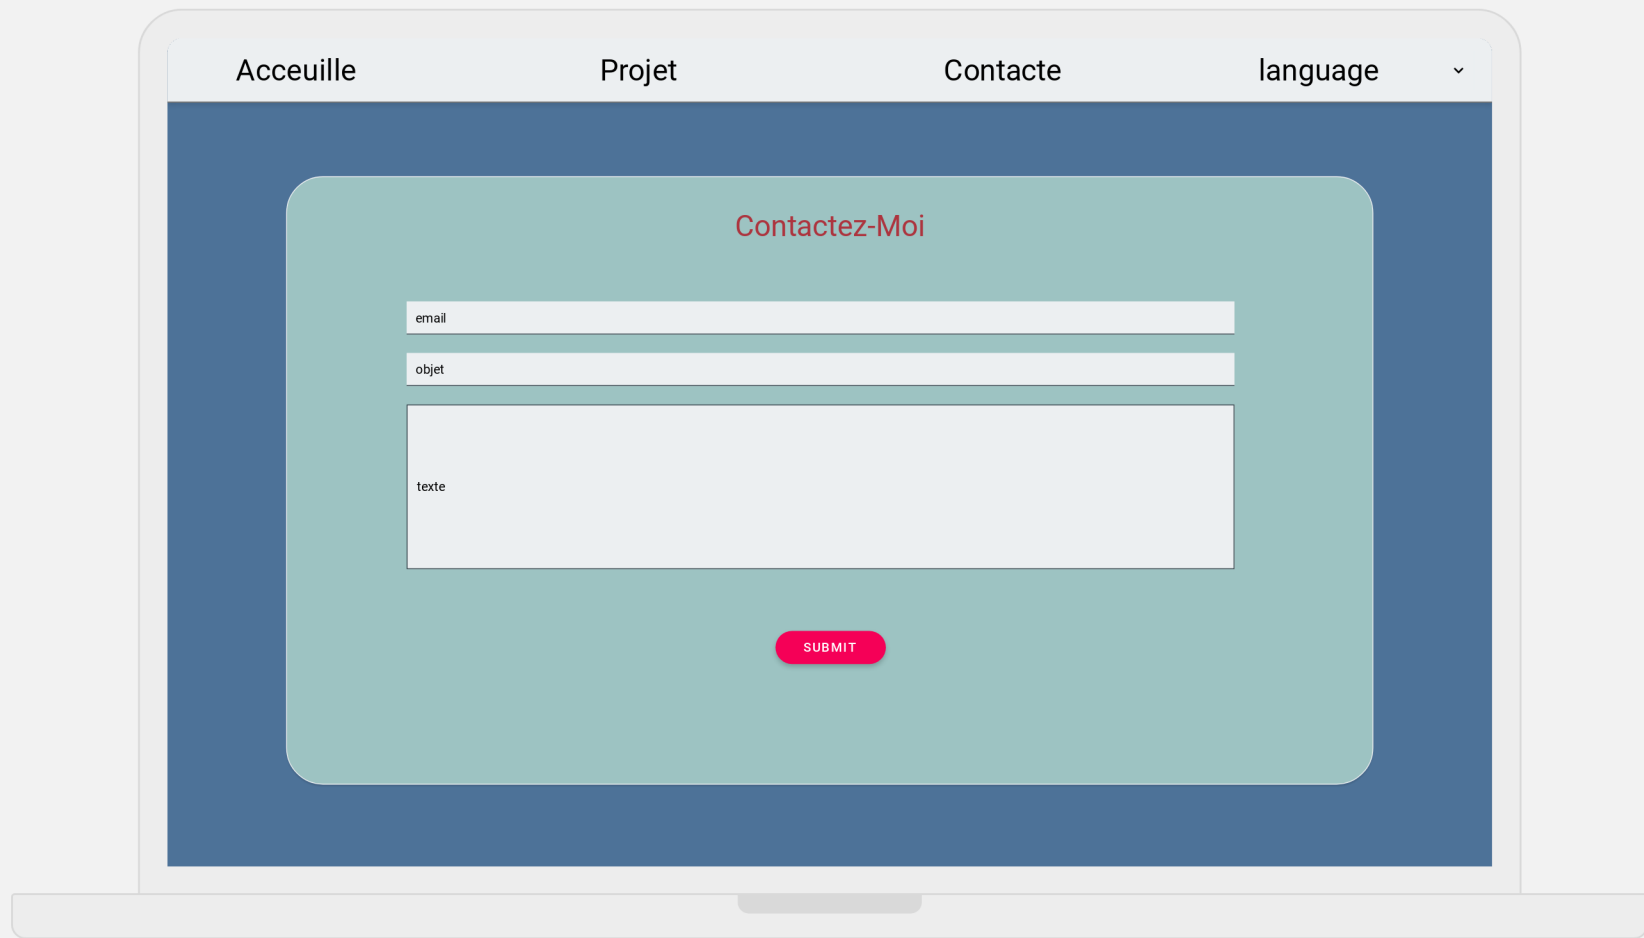 Acceuille Projet Contacte language
Contactez-Moi
email
objet
texte
SUBMIT